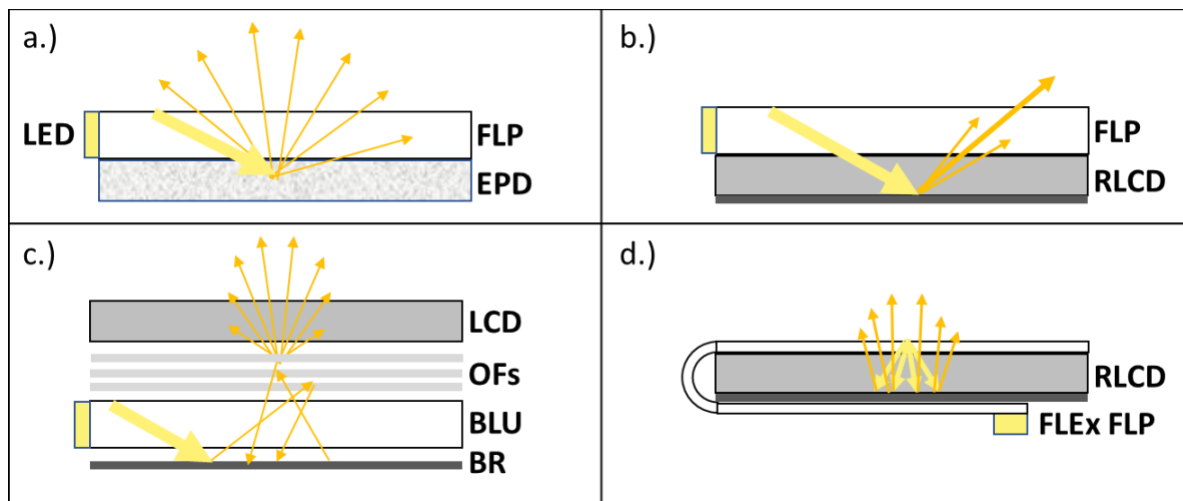 a.)
LED
FLP
EPD
b.)
FLP
RLCD
c.)
LCD
OFs
BLU
BR
d.)
RLCD
FLEx FLP